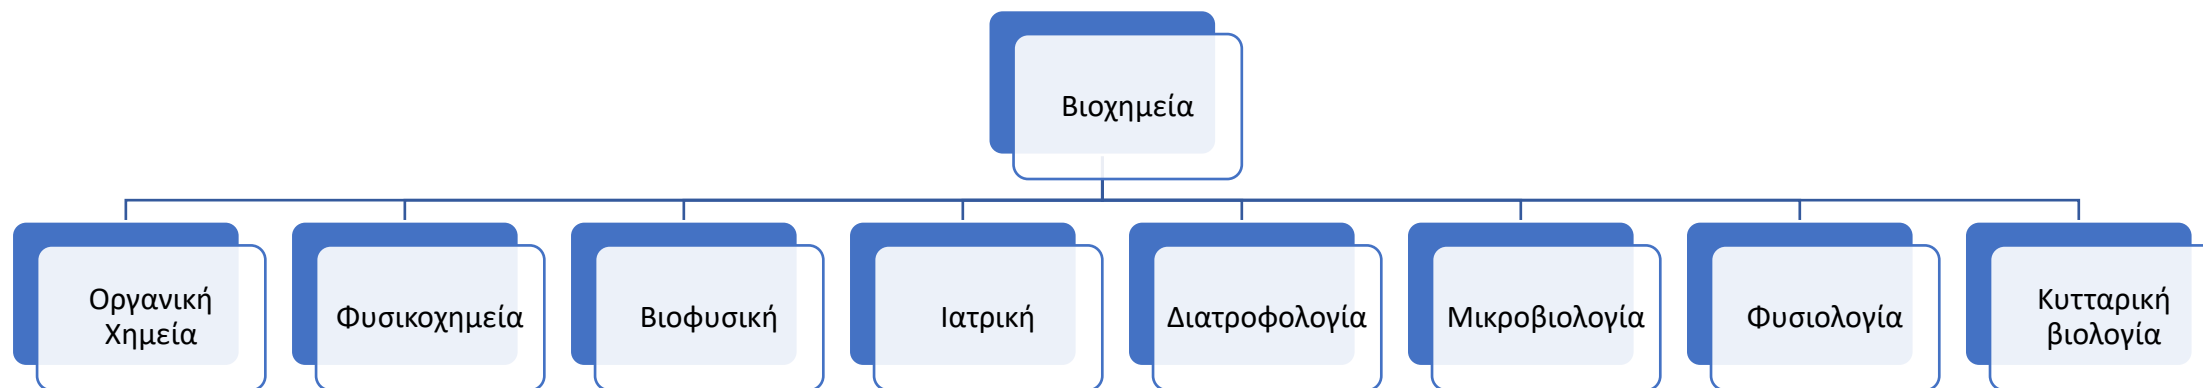 Βιοχημεία
Οργανική
Χημεία
Φυσικοχημεία
Βιοφυσική
Ιατρική
Διατροφολογία
Μικροβιολογία
Φυσιολογία
Κυτταρική
βιολογία